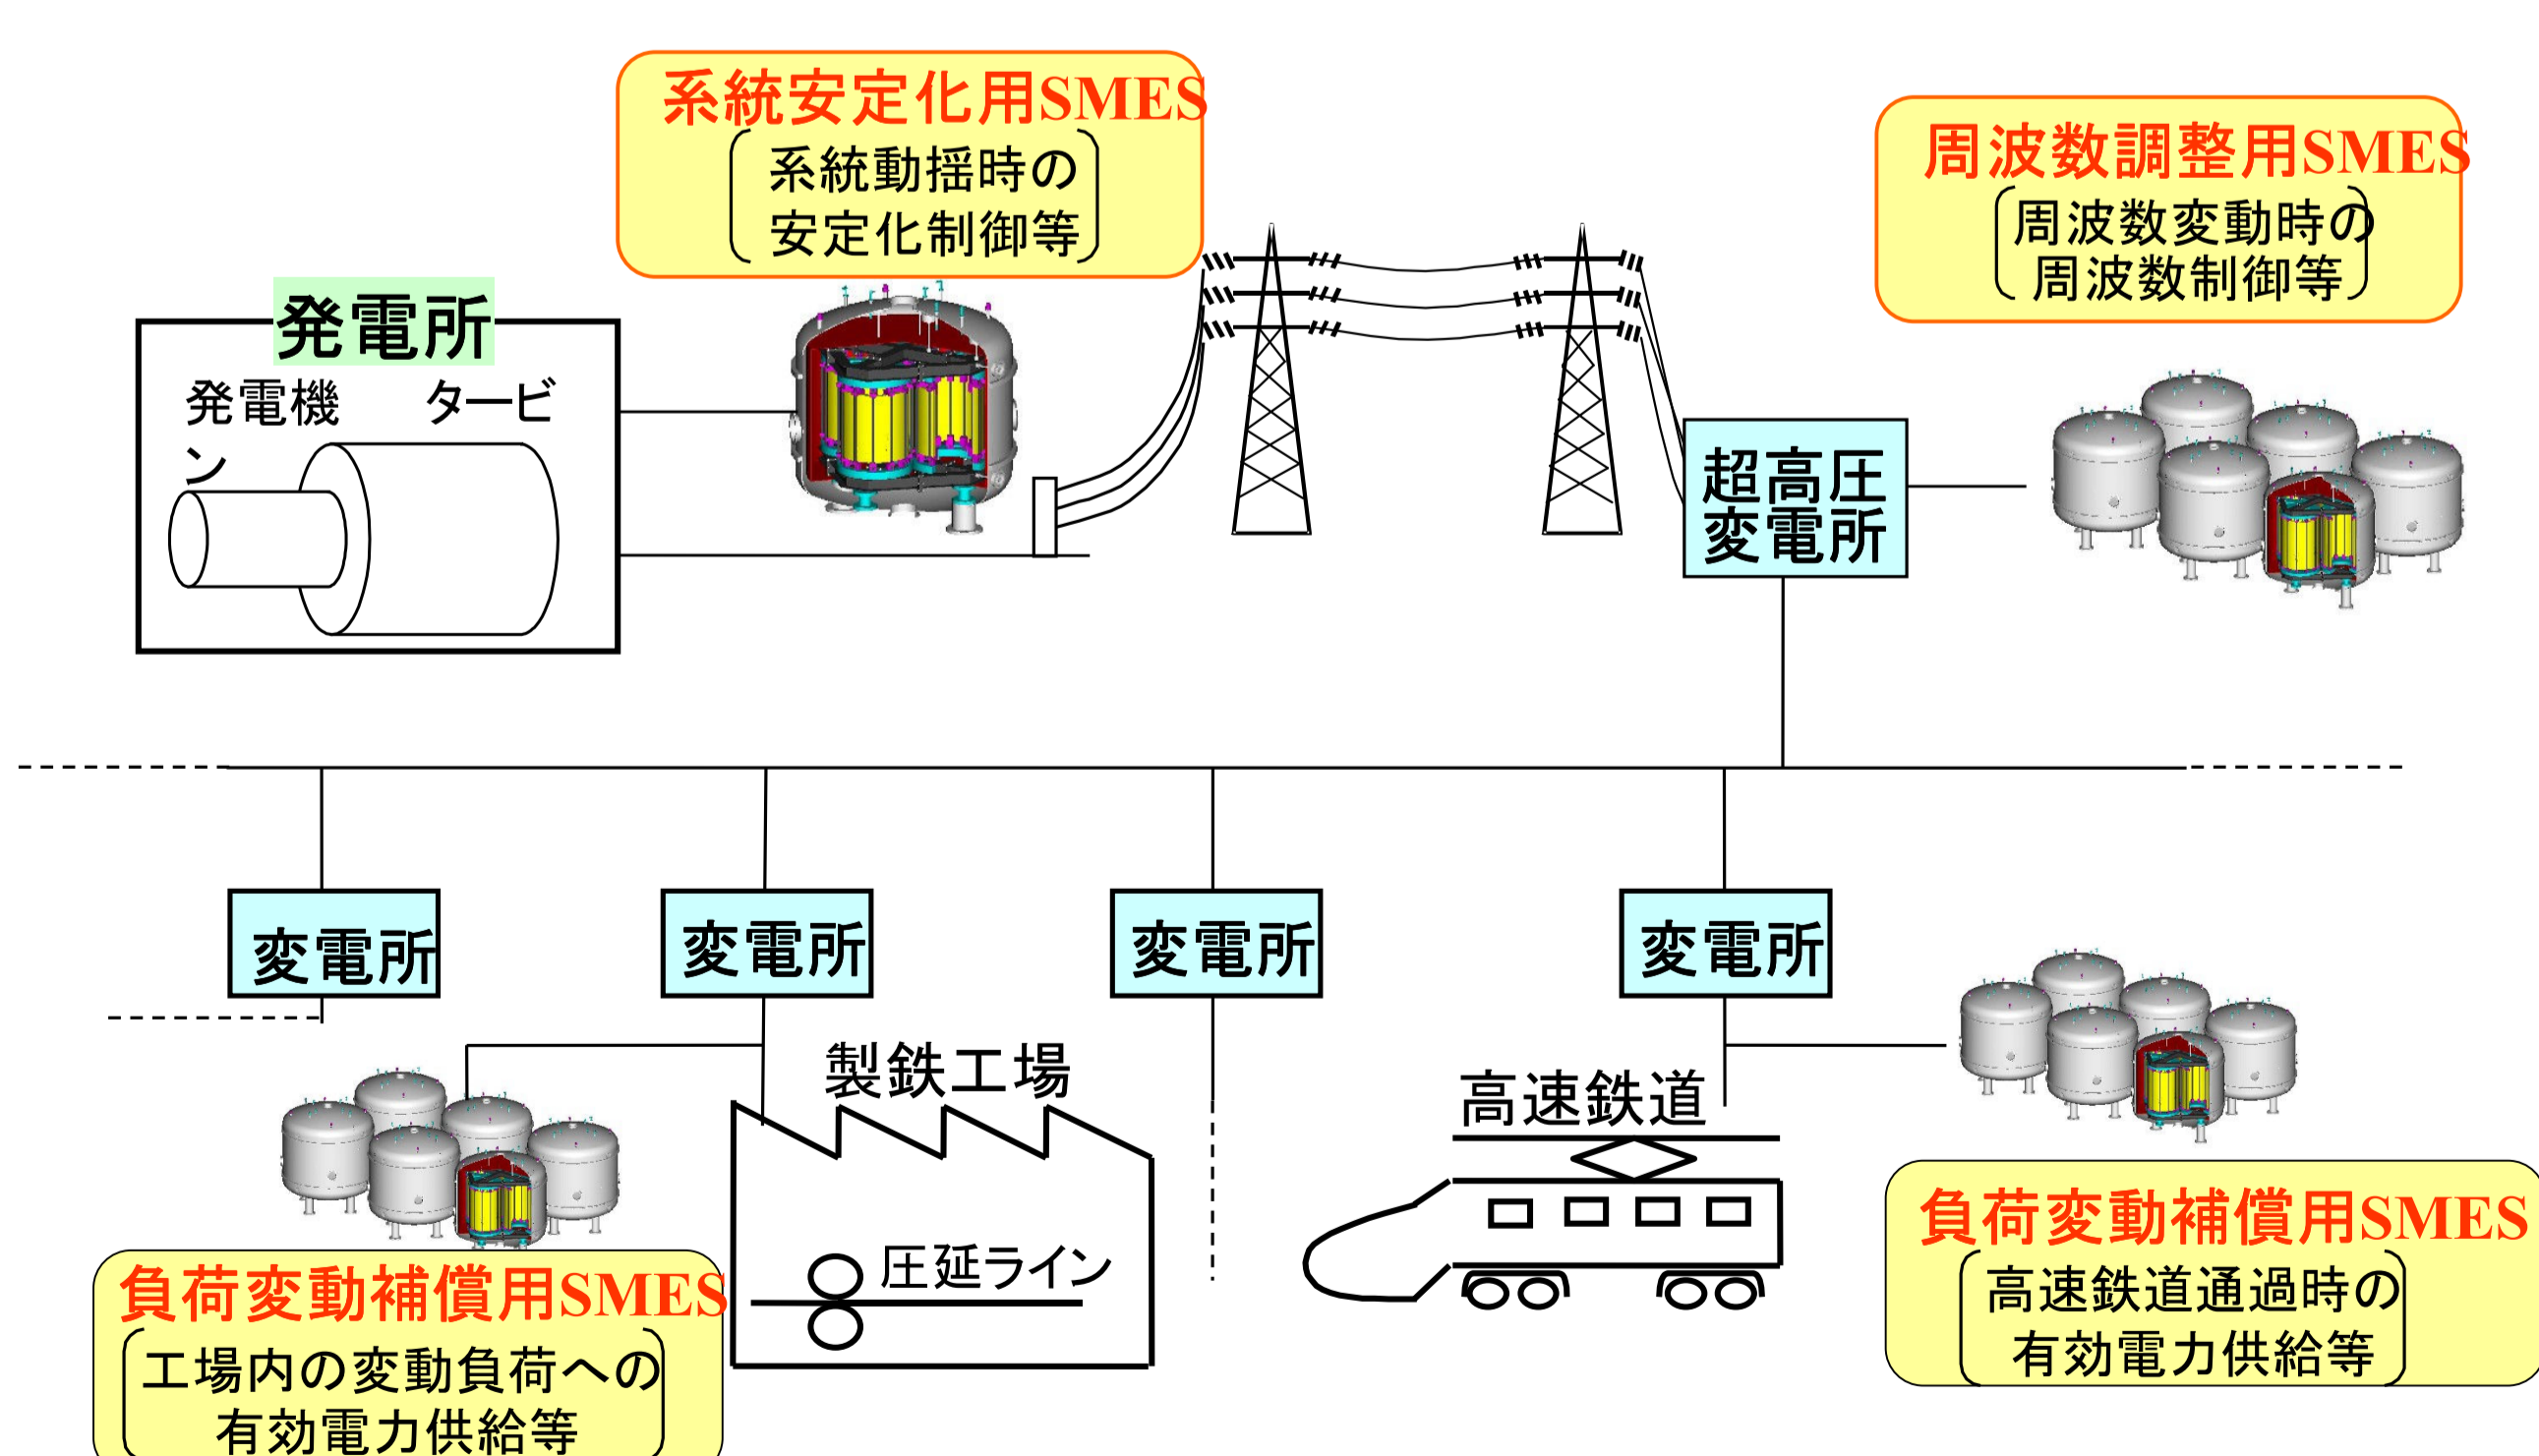 系統安定化用SMES
系統動揺時の
安定化制御等
周波数調整用SMES
周波数変動時の
周波数制御等
発電所
発電機 タービ
ン
超高圧
変電所
変電所
変電所
変電所
変電所
製鉄工場
圧延ライン
高速鉄道
負荷変動補償用SMES
工場内の変動負荷への
有効電力供給等
負荷変動補償用SMES
高速鉄道通過時の
有効電力供給等